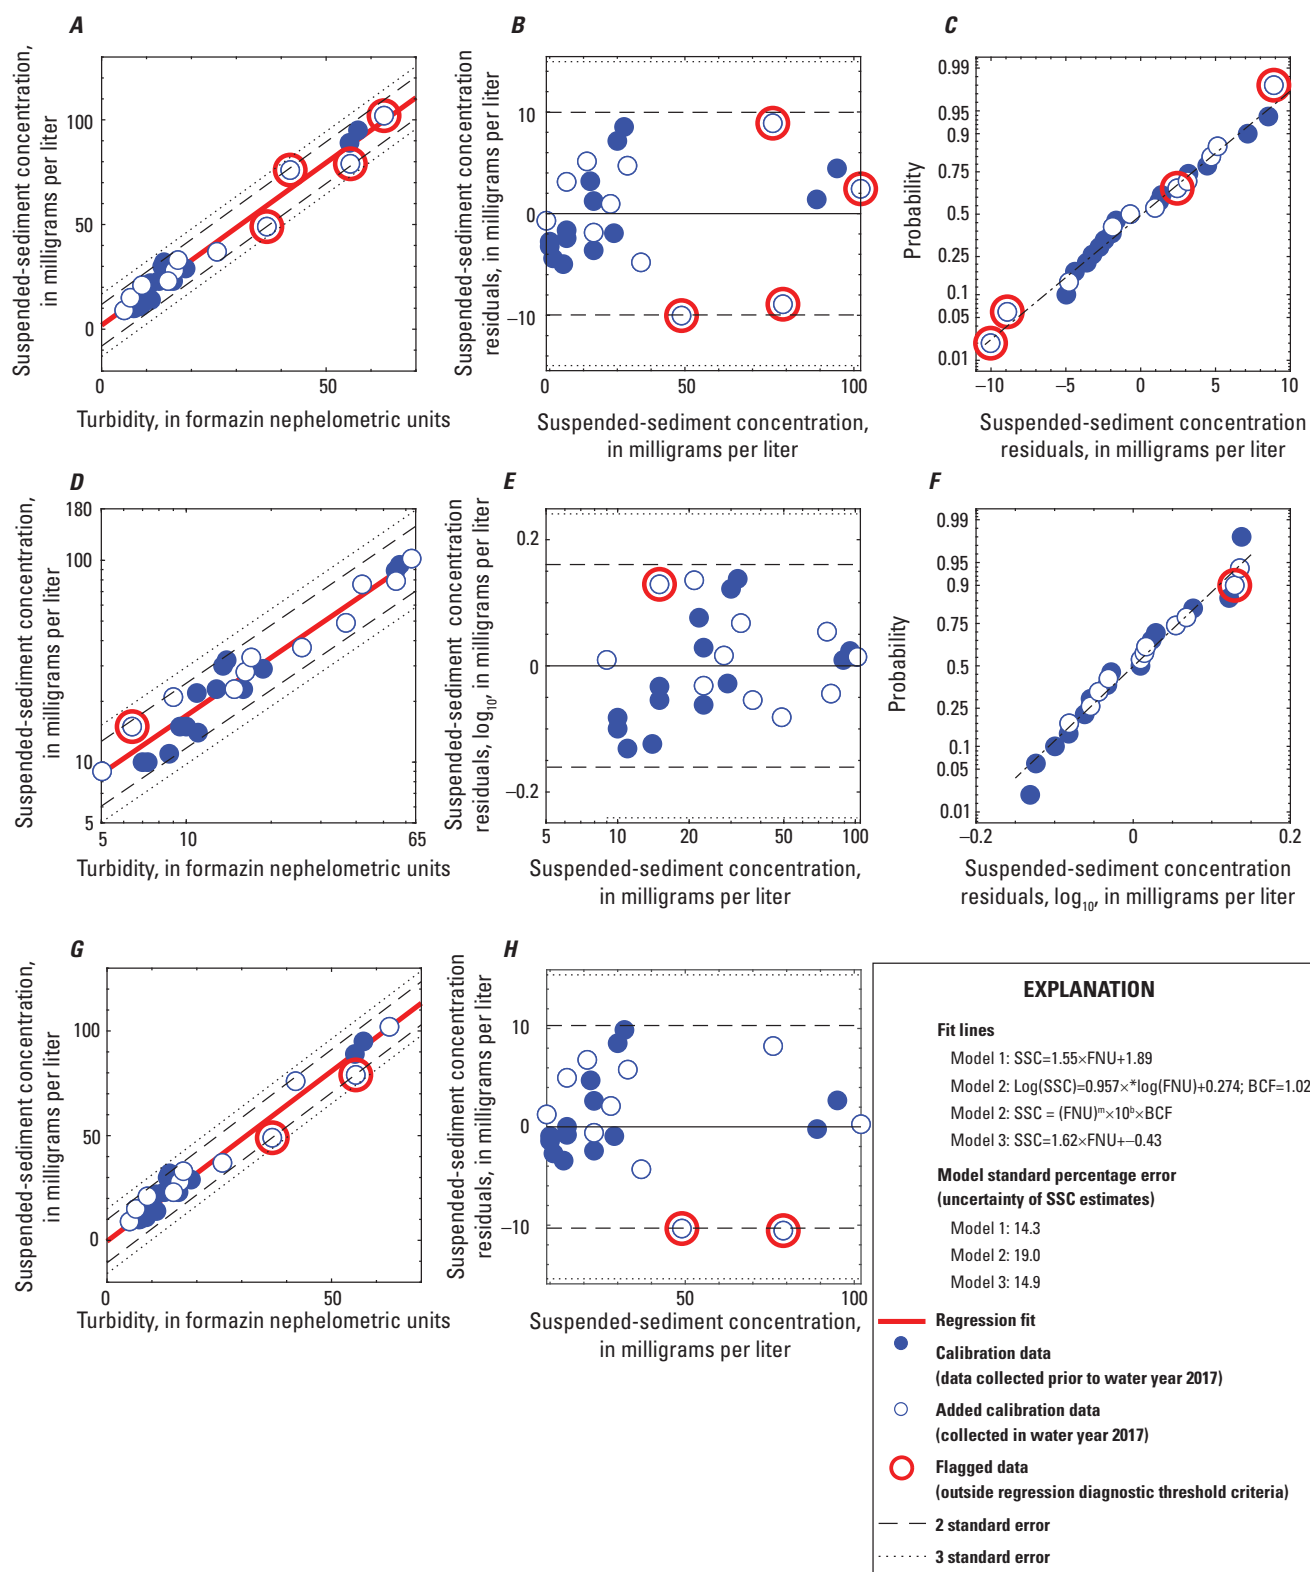 A
Suspended-sediment concentration,
in milligrams per liter
100
50
0
0
50
Turbidity, in formazin nephelometric units
B
Suspended-sediment concentration
residuals, in milligrams per liter
10
0
−10
0
50
100
Suspended-sediment concentration,
in milligrams per liter
C
Probability
0.99
0.95
0.9
0.75
0.5
0.25
0.1
0.05
0.01
−10
−5
0
5
10
Suspended-sediment concentration
residuals, in milligrams per liter
D
Suspended-sediment concentration,
in milligrams per liter
180
100
10
5
5
10
65
Turbidity, in formazin nephelometric units
E
Suspended-sediment concentration
residuals, log10, in milligrams per liter
0.2
0
−0.2
5
10
20
50
100
Suspended-sediment concentration,
in milligrams per liter
F
Probability
0.99
0.95
0.9
0.75
0.5
0.25
0.1
0.05
0.01
−0.2
0
0.2
Suspended-sediment concentration
residuals, log10, in milligrams per liter
G
Suspended-sediment concentration,
in milligrams per liter
100
50
0
0
50
Turbidity, in formazin nephelometric units
H
Suspended-sediment concentration
residuals, in milligrams per liter
10
0
−10
50
100
Suspended-sediment concentration,
in milligrams per liter
EXPLANATION
Fit lines
Model 1: SSC=1.55×FNU+1.89
Model 2: Log(SSC)=0.957×*log(FNU)+0.274; BCF=1.02
Model 2: SSC = (FNU)ᵐ×10ᵇ×BCF
Model 3: SSC=1.62×FNU+−0.43
Model standard percentage error
(uncertainty of SSC estimates)
Model 1: 14.3
Model 2: 19.0
Model 3: 14.9
Regression fit
Calibration data
(data collected prior to water year 2017)
Added calibration data
(collected in water year 2017)
Flagged data
(outside regression diagnostic threshold criteria)
2 standard error
3 standard error